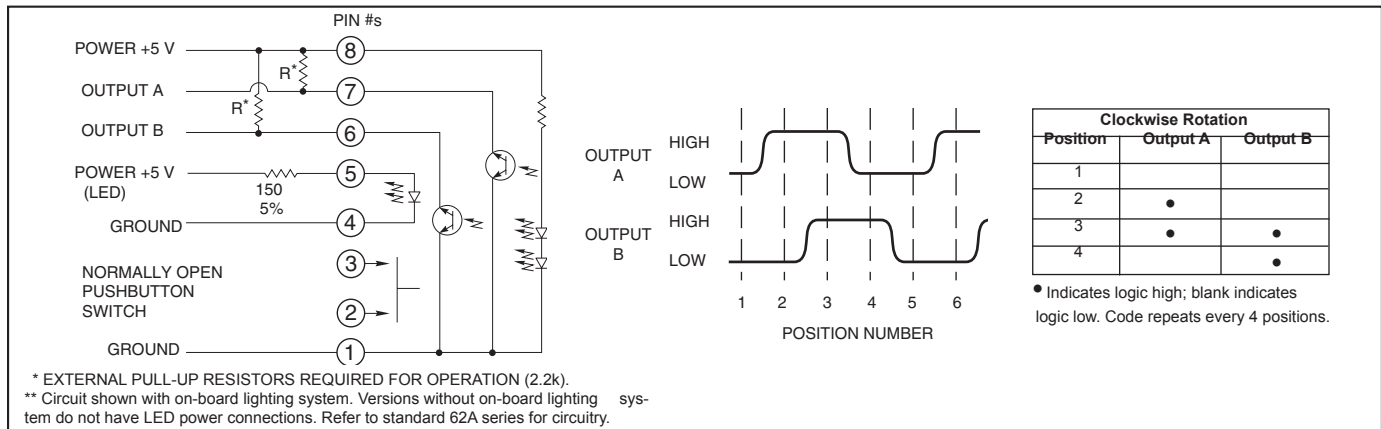 PIN #s
POWER +5 V
8
R*
OUTPUT A
7
R*
OUTPUT B
6
POWER +5 V
(LED)
150
5%
5
GROUND
4
NORMALLY OPEN
PUSHBUTTON
SWITCH
3
2
GROUND
1
* EXTERNAL PULL-UP RESISTORS REQUIRED FOR OPERATION (2.2k).
** Circuit shown with on-board lighting system. Versions without on-board lighting sys-
tem do not have LED power connections. Refer to standard 62A series for circuitry.
OUTPUT
A
HIGH
LOW
OUTPUT
B
HIGH
LOW
1 2 3 4 5 6
POSITION NUMBER
Clockwise Rotation
Position Output A Output B
1
2 •
3 • •
4 •
• Indicates logic high; blank indicates
logic low. Code repeats every 4 positions.